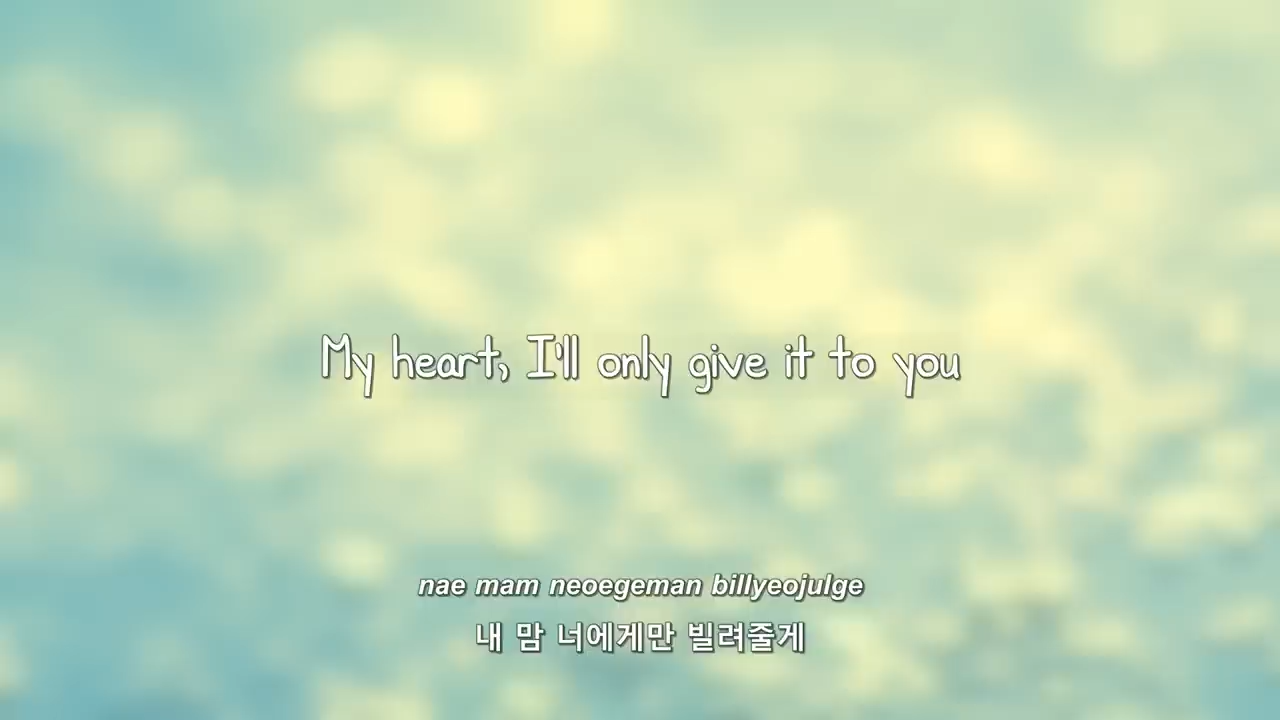 My heart, I'll only give it to you
nae mam neoegeman billyeojulge
내 맘 너에게만 빌려줄게